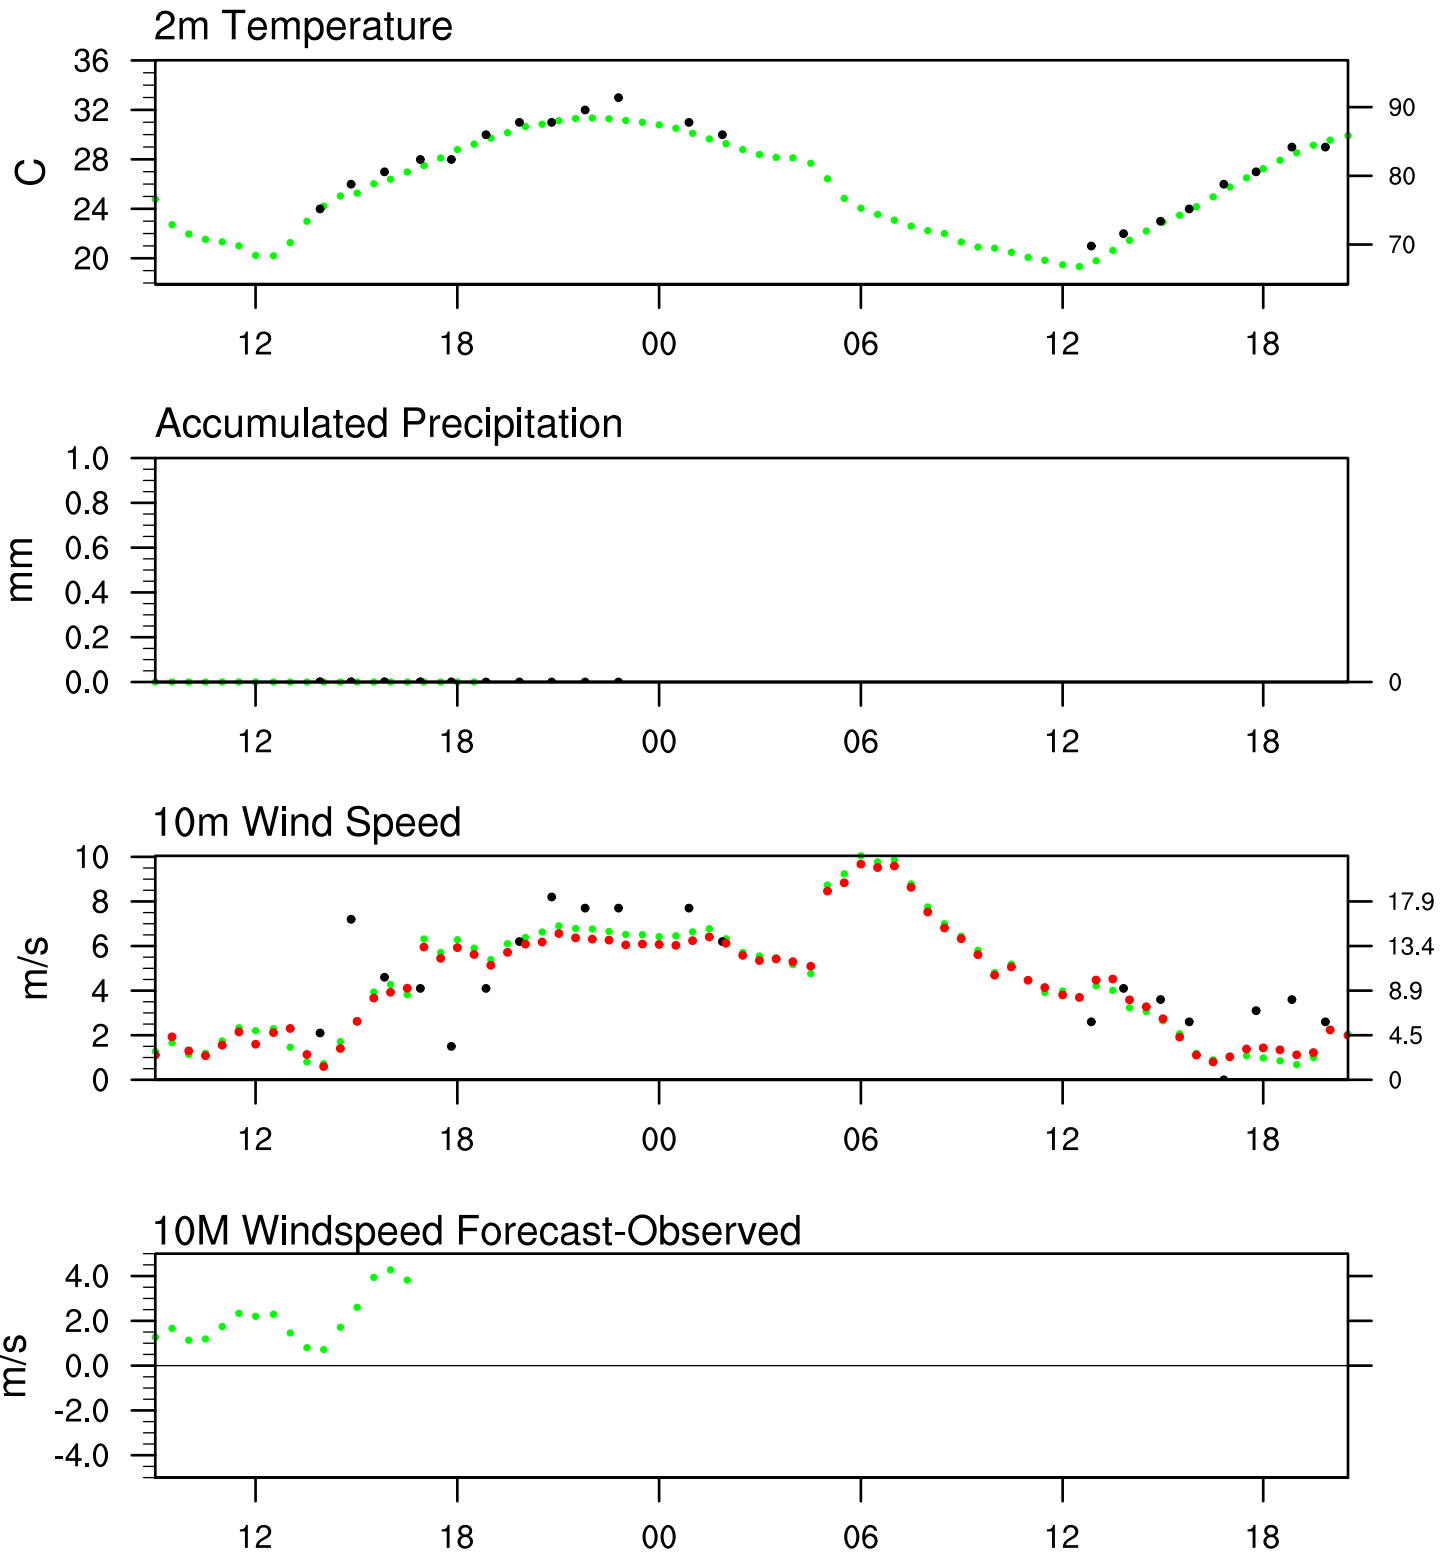 2m Temperature
36
32
28
24
20
C
90
80
70
12 18 00 06 12 18
Accumulated Precipitation
1.0
0.8
0.6
0.4
0.2
0.0
mm
0
12 18 00 06 12 18
10m Wind Speed
10
8
6
4
2
0
m/s
17.9
13.4
8.9
4.5
0
12 18 00 06 12 18
10M Windspeed Forecast-Observed
4.0
2.0
0.0
-2.0
-4.0
m/s
12 18 00 06 12 18